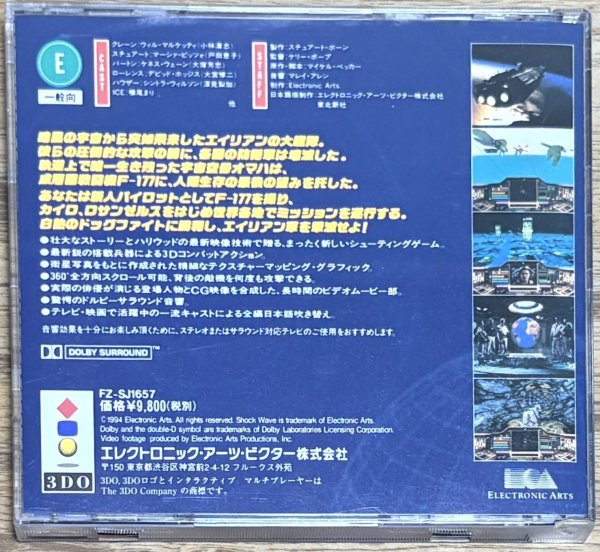 E
一般向
CAST
グレーン(ウィル・マルケッティ(小林清志)
スチュアート:マーシャ・ピッツォ(戸田恵子)
バートン:ケネス・ウェーン(大塚芳忠)
ローレンス:デビッド・ホッジス(大宮悌二)
ハウザー:シントラ・ウィルソン(深見梨加)
ICE:幡尾まり
他
STAFF
製作:スチュアート・ボーン
監督:ケリー・ポープ
原作・脚本:マイケル・ベッカー
音響:マレイ・アレン
制作:Electronic Arts.
日本語版制作:エレクトロニック・アーツ・ビクター株式会社
東北新社
暗黒の宇宙から突如飛来したエイリアンの大艦隊。
彼らの圧倒的な攻撃の前に、各国の防衛軍は壊滅した。
軌道上で唯一生き残った宇宙空母オマハは、
成層圏戦闘機F-177に、人類生存の最後の望みを託した。
あなたは新人パイロットとしてF-177を操り、
カイロ、ロサンゼルスをはじめ世界各地でミッションを遂行する。
白熱のドッグファイトに勝利し、エイリアン軍を撃滅せよ!
●壮大なストーリーとハリウッドの最新映像技術で贈る、まったく新しいシューティングゲーム。
●最新鋭の搭載兵器による3Dコンバットアクション。
●衛星写真をもとに作成された精細なテクスチャーマッピング・グラフィック。
●360°全方向スクロール可能。背後の敵機を何度も攻撃できる。
●実際の俳優が演じる登場人物とCG映像を合成した、長時間のビデオムービー部。
●驚愕のドルビーサラウンド音響。
●テレビ・映画で活躍中の一流キャストによる全編日本語吹き替え。
音響効果を十分にお楽しみ頂くために、ステレオまたはサラウンド対応テレビのご使用をおすすめします。
DOLBY SURROUND™
FZ-SJ1657
価格¥9,800(税別)
©1994 Electronic Arts. All rights reserved. Shock Wave is trademark of Electronic Arts.
Dolby and the double-D symbol are trademarks of Dolby Laboratories Licensing Corporation.
Video footage produced by Electronic Arts Productions, Inc.
エレクトロニック・アーツ・ビクター株式会社
〒150 東京都渋谷区神宮前2-4-12 フルークス外苑
3DO
3DO, 3DOロゴとインタラクティブ マルチプレーヤーは
The 3DO Company の商標です。
ELECTRONIC ARTS